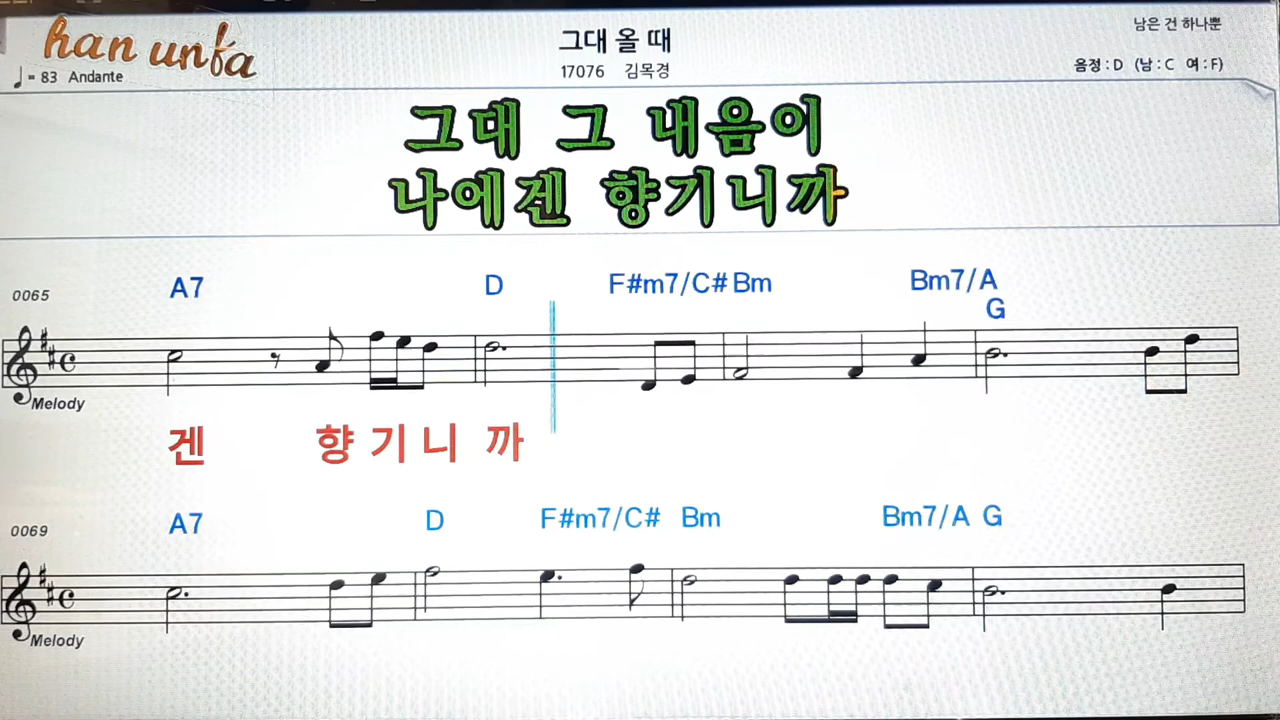 han unfa
그대 올 때
남은 건 하나뿐
♩= 83 Andante
17076 김목경
음정 : D (남 : C 여 : F)
그대 그 내음이
나에겐 향기니까
0065 A7 D F#m7/C# Bm Bm7/A G
Melody
겐 향 기 니 까
0069 A7 D F#m7/C# Bm Bm7/A G
Melody